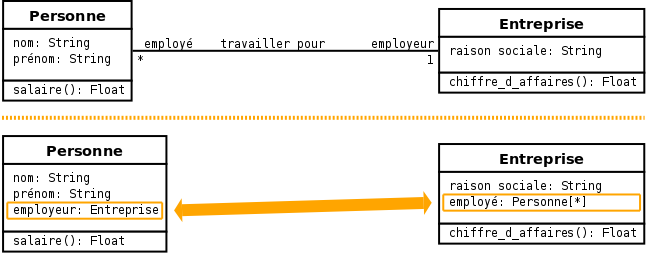 Personne
nom: String
prénom: String
salaire(): Float
employé travailler pour employeur
* 1
Entreprise
raison sociale: String
chiffre_d_affaires(): Float
Personne
nom: String
prénom: String
employeur: Entreprise
salaire(): Float
Entreprise
raison sociale: String
employé: Personne[*]
chiffre_d_affaires(): Float